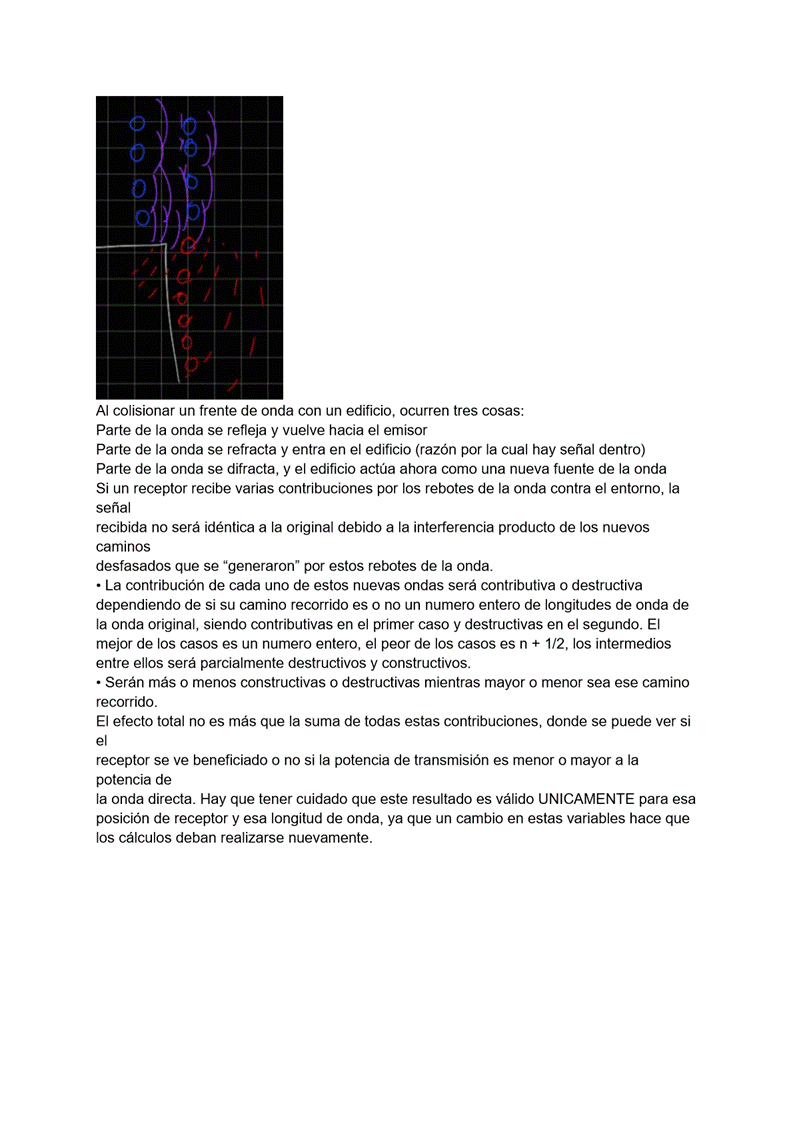 Al colisionar un frente de onda con un edificio, ocurren tres cosas:
Parte de la onda se refleja y vuelve hacia el emisor
Parte de la onda se refracta y entra en el edificio (razón por la cual hay señal dentro)
Parte de la onda se difracta, y el edificio actúa ahora como una nueva fuente de la onda
Si un receptor recibe varias contribuciones por los rebotes de la onda contra el entorno, la
señal
recibida no será idéntica a la original debido a la interferencia producto de los nuevos
caminos
desfasados que se “generaron” por estos rebotes de la onda.
• La contribución de cada uno de estos nuevas ondas será contributiva o destructiva
dependiendo de si su camino recorrido es o no un numero entero de longitudes de onda de
la onda original, siendo contributivas en el primer caso y destructivas en el segundo. El
mejor de los casos es un numero entero, el peor de los casos es n + 1/2, los intermedios
entre ellos será parcialmente destructivos y constructivos.
• Serán más o menos constructivas o destructivas mientras mayor o menor sea ese camino
recorrido.
El efecto total no es más que la suma de todas estas contribuciones, donde se puede ver si
el
receptor se ve beneficiado o no si la potencia de transmisión es menor o mayor a la
potencia de
la onda directa. Hay que tener cuidado que este resultado es válido UNICAMENTE para esa
posición de receptor y esa longitud de onda, ya que un cambio en estas variables hace que
los cálculos deban realizarse nuevamente.